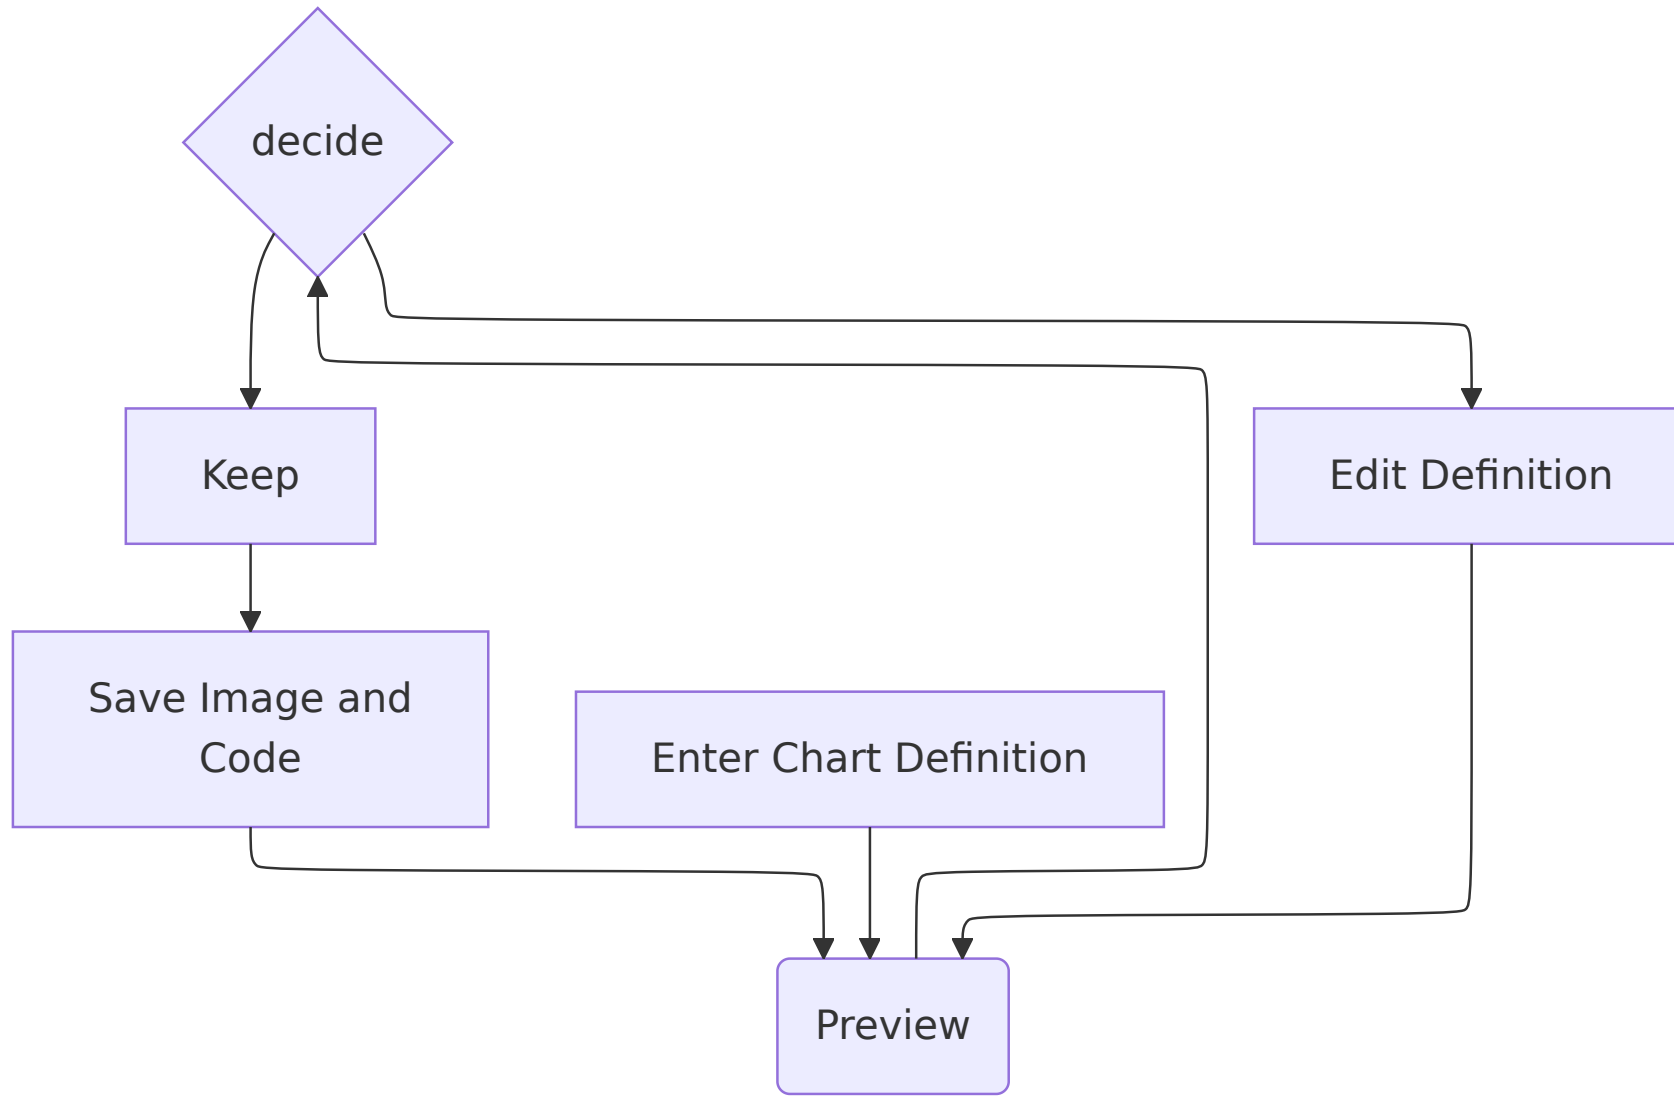 decide
Keep
Edit Definition
Save Image and
Code
Enter Chart Definition
Preview